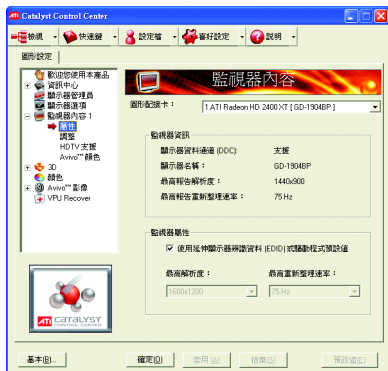 ATI Catalyst Control Center
檢視 快速鍵 設定檔 喜好設定 説明
圖形設定
歡迎您使用本產品
資訊中心
顯示器管理員
顯示器選項
監視器內容 1
屬性
調整
HDTV 支援
Avivo™ 顏色
3D
顏色
Avivo™ 影像
VPU Recover
ATI CATALYST
CONTROL CENTER
監視器內容
圖形配接卡：
1.ATI Radeon HD 2400 XT [ GD-1904BP ]
監視器資訊
顯示器資料通道 (DDC): 支援
顯示器名稱： GD-1904BP
最高報告解析度： 1440x900
最高報告重新整理速率： 75 Hz
監視器屬性
使用延伸顯示器辨識資料 (EDID) 或驅動程式預設值
最高解析度： 最高重新整理速率：
1600x1200 75 Hz
基本(B)... 確定(O) 套用 (A) 捨棄(S) 預設值(E)